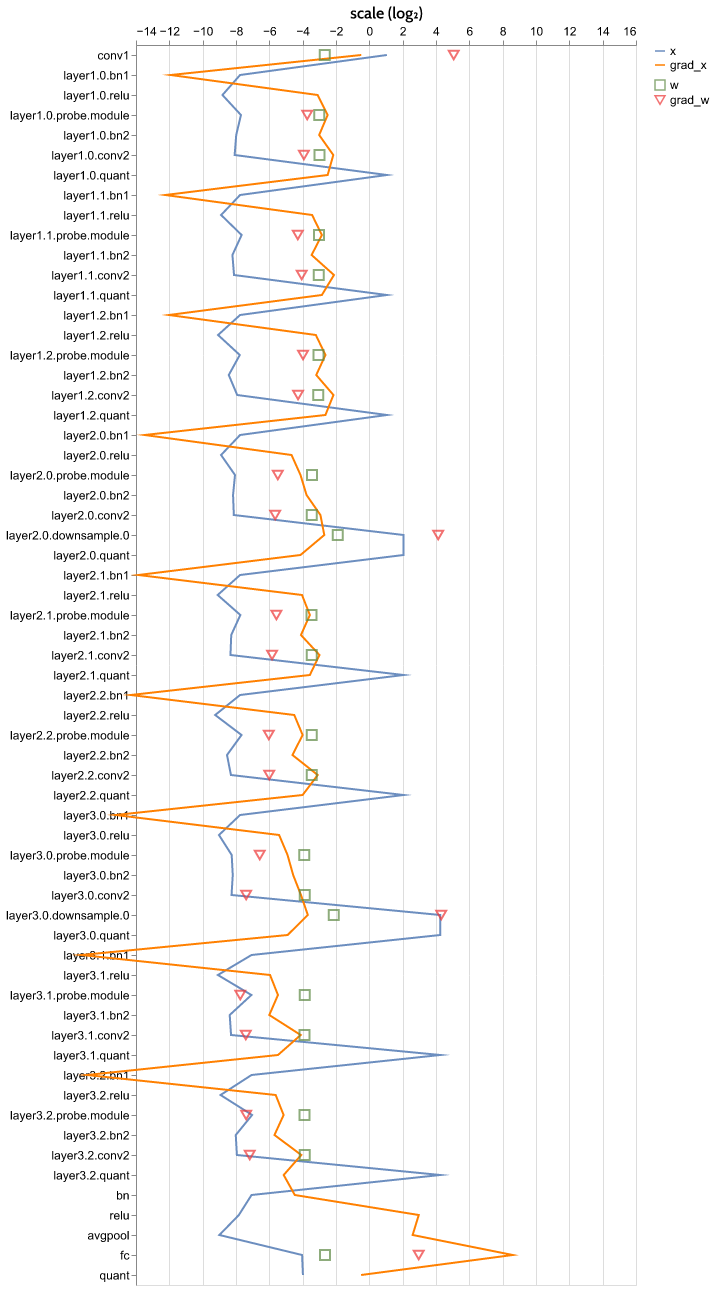 scale (log₂)
−14 −12 −10 −8 −6 −4 −2 0 2 4 6 8 10 12 14 16
x
grad_x
w
grad_w
conv1
layer1.0.bn1
layer1.0.relu
layer1.0.probe.module
layer1.0.bn2
layer1.0.conv2
layer1.0.quant
layer1.1.bn1
layer1.1.relu
layer1.1.probe.module
layer1.1.bn2
layer1.1.conv2
layer1.1.quant
layer1.2.bn1
layer1.2.relu
layer1.2.probe.module
layer1.2.bn2
layer1.2.conv2
layer1.2.quant
layer2.0.bn1
layer2.0.relu
layer2.0.probe.module
layer2.0.bn2
layer2.0.conv2
layer2.0.downsample.0
layer2.0.quant
layer2.1.bn1
layer2.1.relu
layer2.1.probe.module
layer2.1.bn2
layer2.1.conv2
layer2.1.quant
layer2.2.bn1
layer2.2.relu
layer2.2.probe.module
layer2.2.bn2
layer2.2.conv2
layer2.2.quant
layer3.0.bn1
layer3.0.relu
layer3.0.probe.module
layer3.0.bn2
layer3.0.conv2
layer3.0.downsample.0
layer3.0.quant
layer3.1.bn1
layer3.1.relu
layer3.1.probe.module
layer3.1.bn2
layer3.1.conv2
layer3.1.quant
layer3.2.bn1
layer3.2.relu
layer3.2.probe.module
layer3.2.bn2
layer3.2.conv2
layer3.2.quant
bn
relu
avgpool
fc
quant